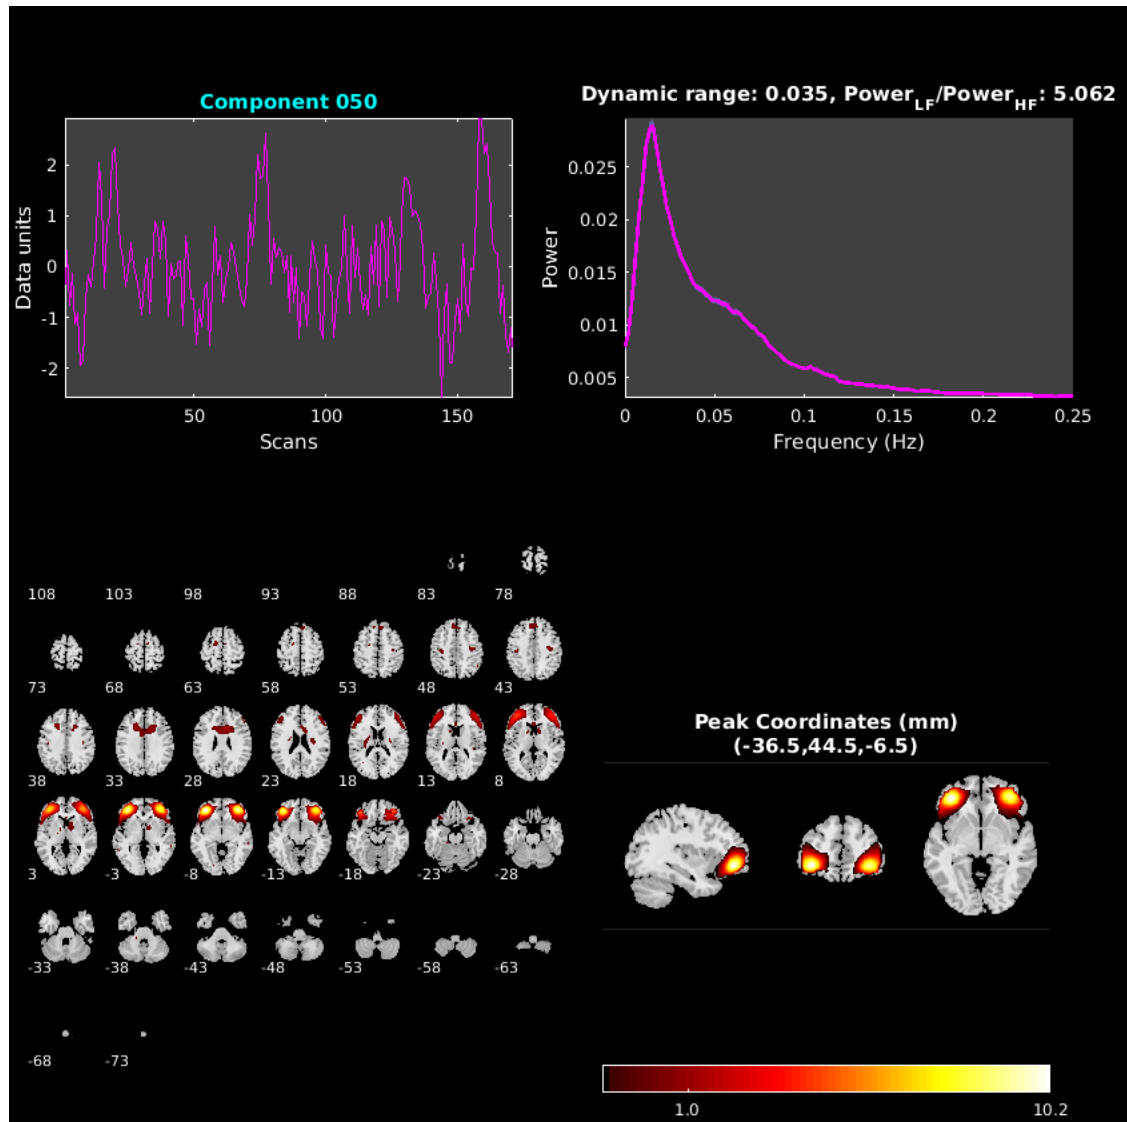 Component 050
Data units
2
1
0
-1
-2
50
100
150
Scans
Dynamic range: 0.035, Power_LF/Power_HF: 5.062
Power
0.025
0.02
0.015
0.01
0.005
0
0.05
0.1
0.15
0.2
0.25
Frequency (Hz)
108 103 98 93 88 83 78
73 68 63 58 53 48 43
38 33 28 23 18 13 8
3 -3 -8 -13 -18 -23 -28
-33 -38 -43 -48 -53 -58 -63
-68 -73
Peak Coordinates (mm)
(-36.5,44.5,-6.5)
1.0 10.2